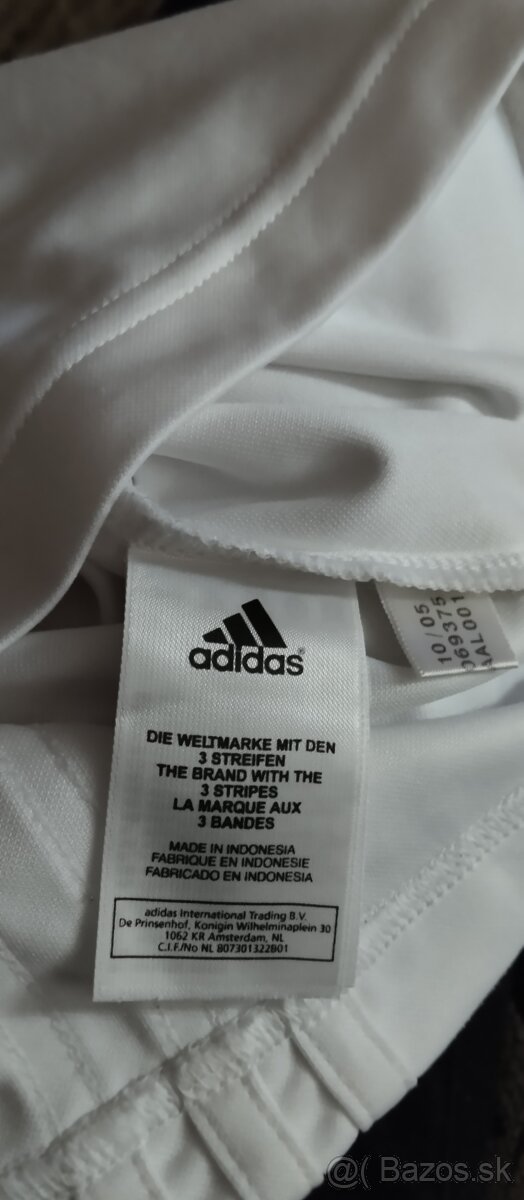 adidas
DIE WELTMARKE MIT DEN
3 STREIFEN
THE BRAND WITH THE
3 STRIPES
LA MARQUE AUX
3 BANDES
MADE IN INDONESIA
FABRIQUE EN INDONESIE
FABRICADO EN INDONESIA
adidas International Trading B.V.
De Prinsenhof, Konigin Wilhelminaplein 30
1062 KR Amsterdam, NL
C.I.F./No NL 807301322B01
10/05
969375
AAL001
@( Bazos.sk